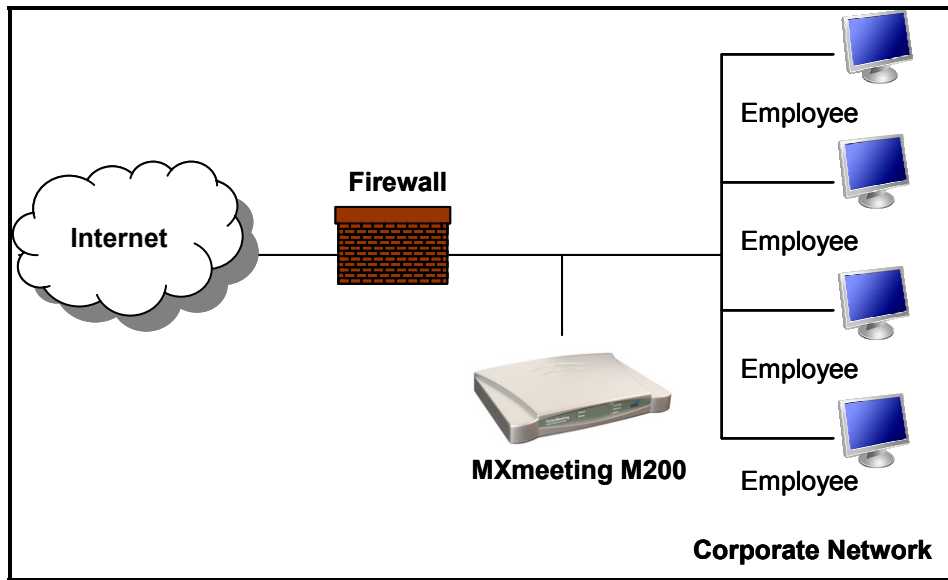 Employee
Firewall
Internet
Employee
Employee
MXmeeting M200
Employee
Corporate Network